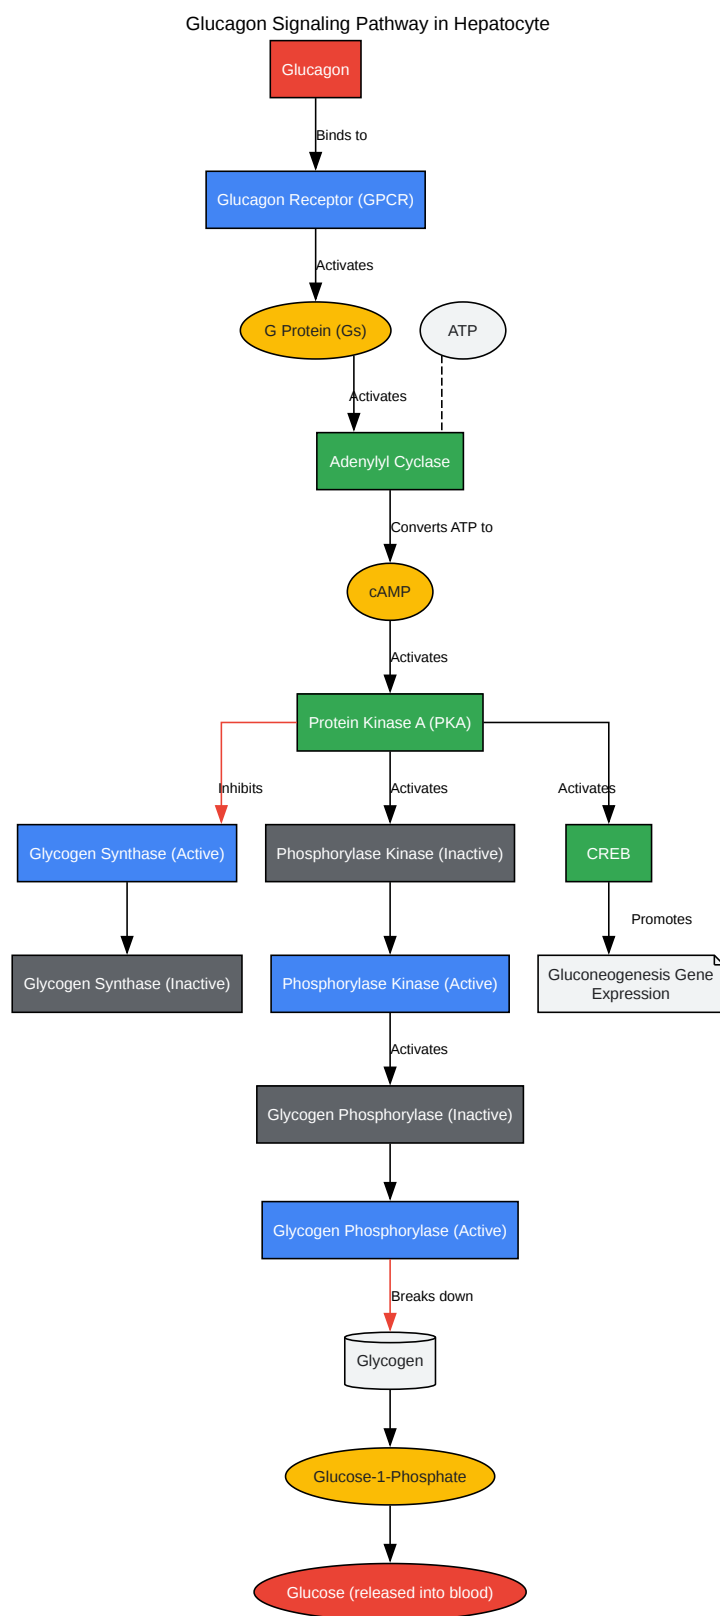 Glucagon Signaling Pathway in Hepatocyte
Glucagon
Binds to
Glucagon Receptor (GPCR)
Activates
G Protein (Gs)
ATP
Activates
Adenylyl Cyclase
Converts ATP to
cAMP
Activates
Protein Kinase A (PKA)
Inhibits
Activates
Activates
Glycogen Synthase (Active)
Phosphorylase Kinase (Inactive)
CREB
Promotes
Glycogen Synthase (Inactive)
Phosphorylase Kinase (Active)
Gluconeogenesis Gene
Expression
Activates
Glycogen Phosphorylase (Inactive)
Glycogen Phosphorylase (Active)
Breaks down
Glycogen
Glucose-1-Phosphate
Glucose (released into blood)